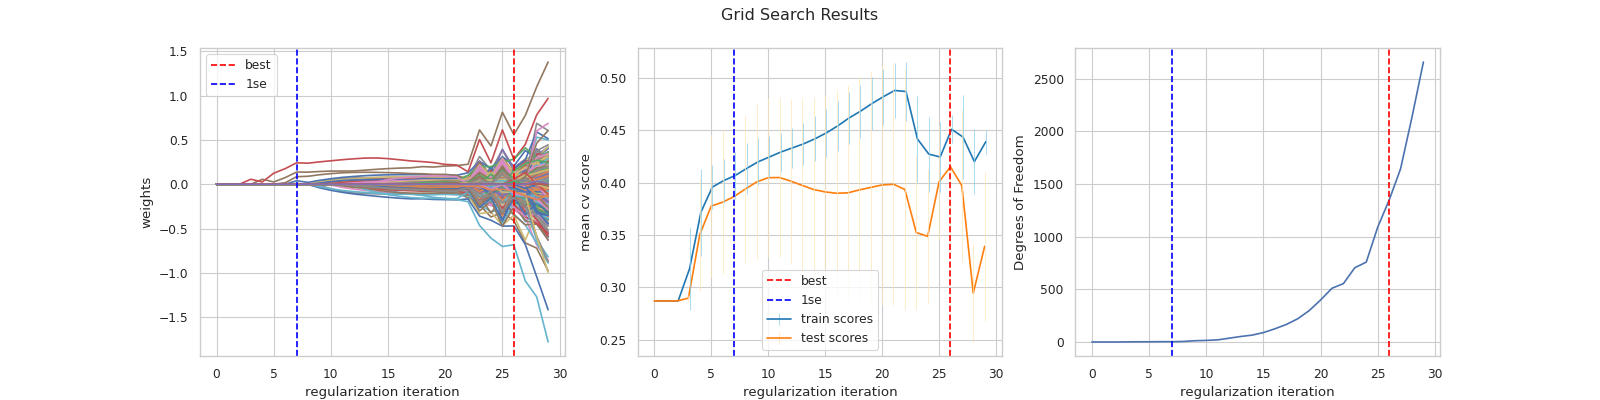 Grid Search Results
weights
1.5
1.0
0.5
0.0
−0.5
−1.0
−1.5
best
1se
0 5 10 15 20 25 30
regularization iteration
mean cv score
0.50
0.45
0.40
0.35
0.30
0.25
best
1se
train scores
test scores
0 5 10 15 20 25 30
regularization iteration
Degrees of Freedom
2500
2000
1500
1000
500
0
0 5 10 15 20 25 30
regularization iteration